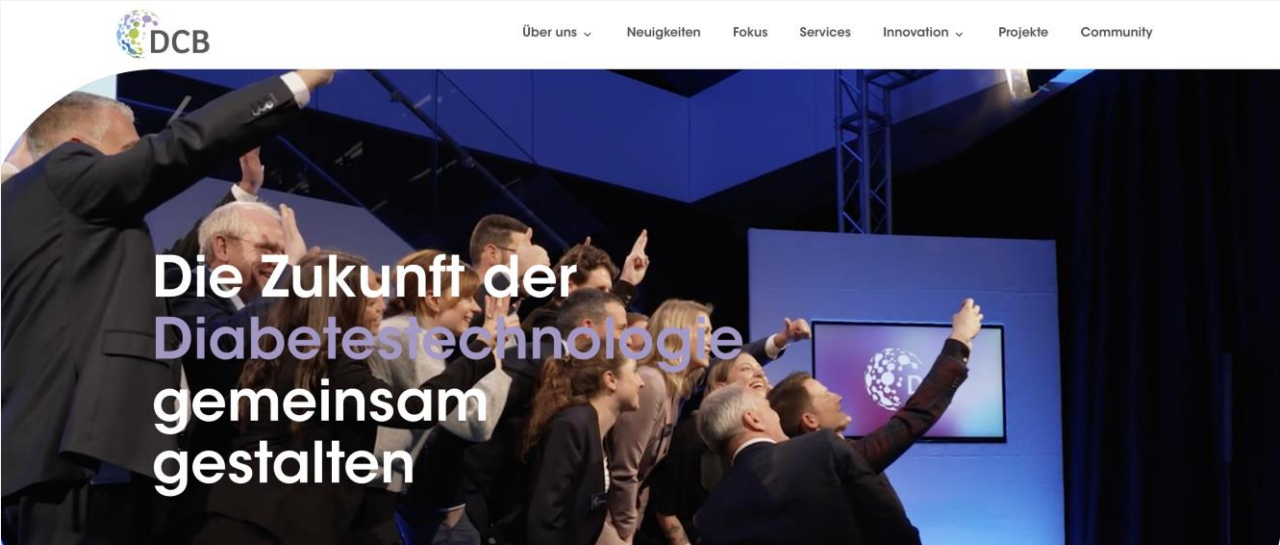 DCB
Über uns
Neuigkeiten
Fokus
Services
Innovation
Projekte
Community
Die Zukunft der
Diabetestechnologie
gemeinsam
gestalten
D